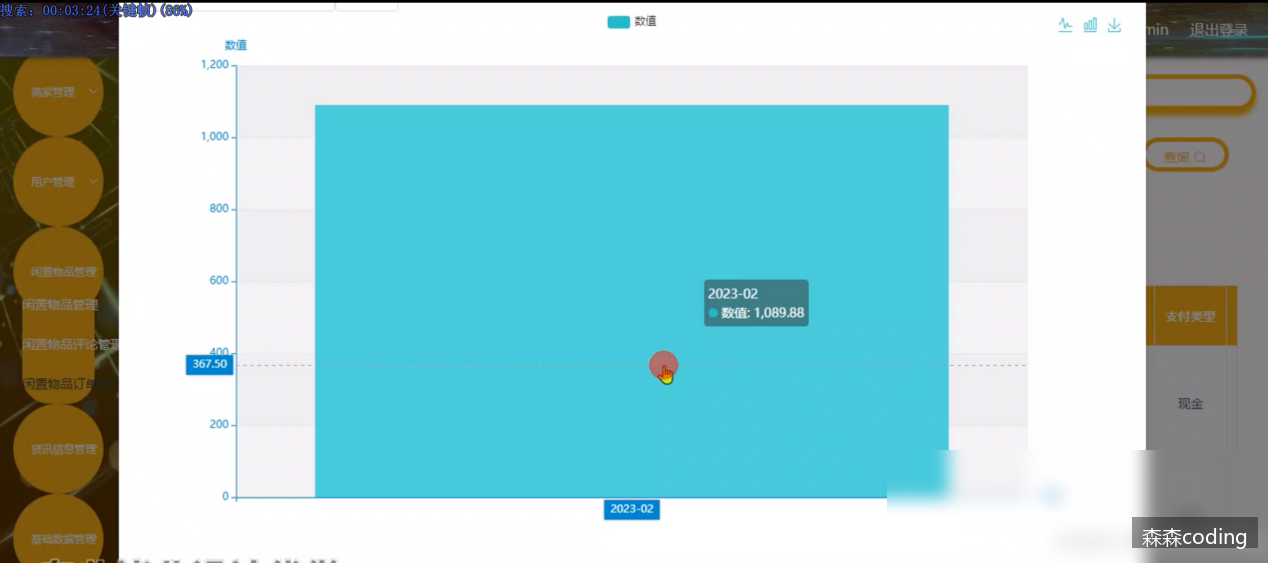 搜索：00:03:24(关键帧)(86%)
数值
min 退出登录
数值
1,200
1,000
800
600
400
200
0
367.50
2023-02
数值: 1,089.88
2023-02
商家管理
用户管理
闲置物品管理
闲置物品管理
闲置物品评论管理
闲置物品订单
资讯信息管理
基础数据管理
查询
支付类型
现金
森森coding